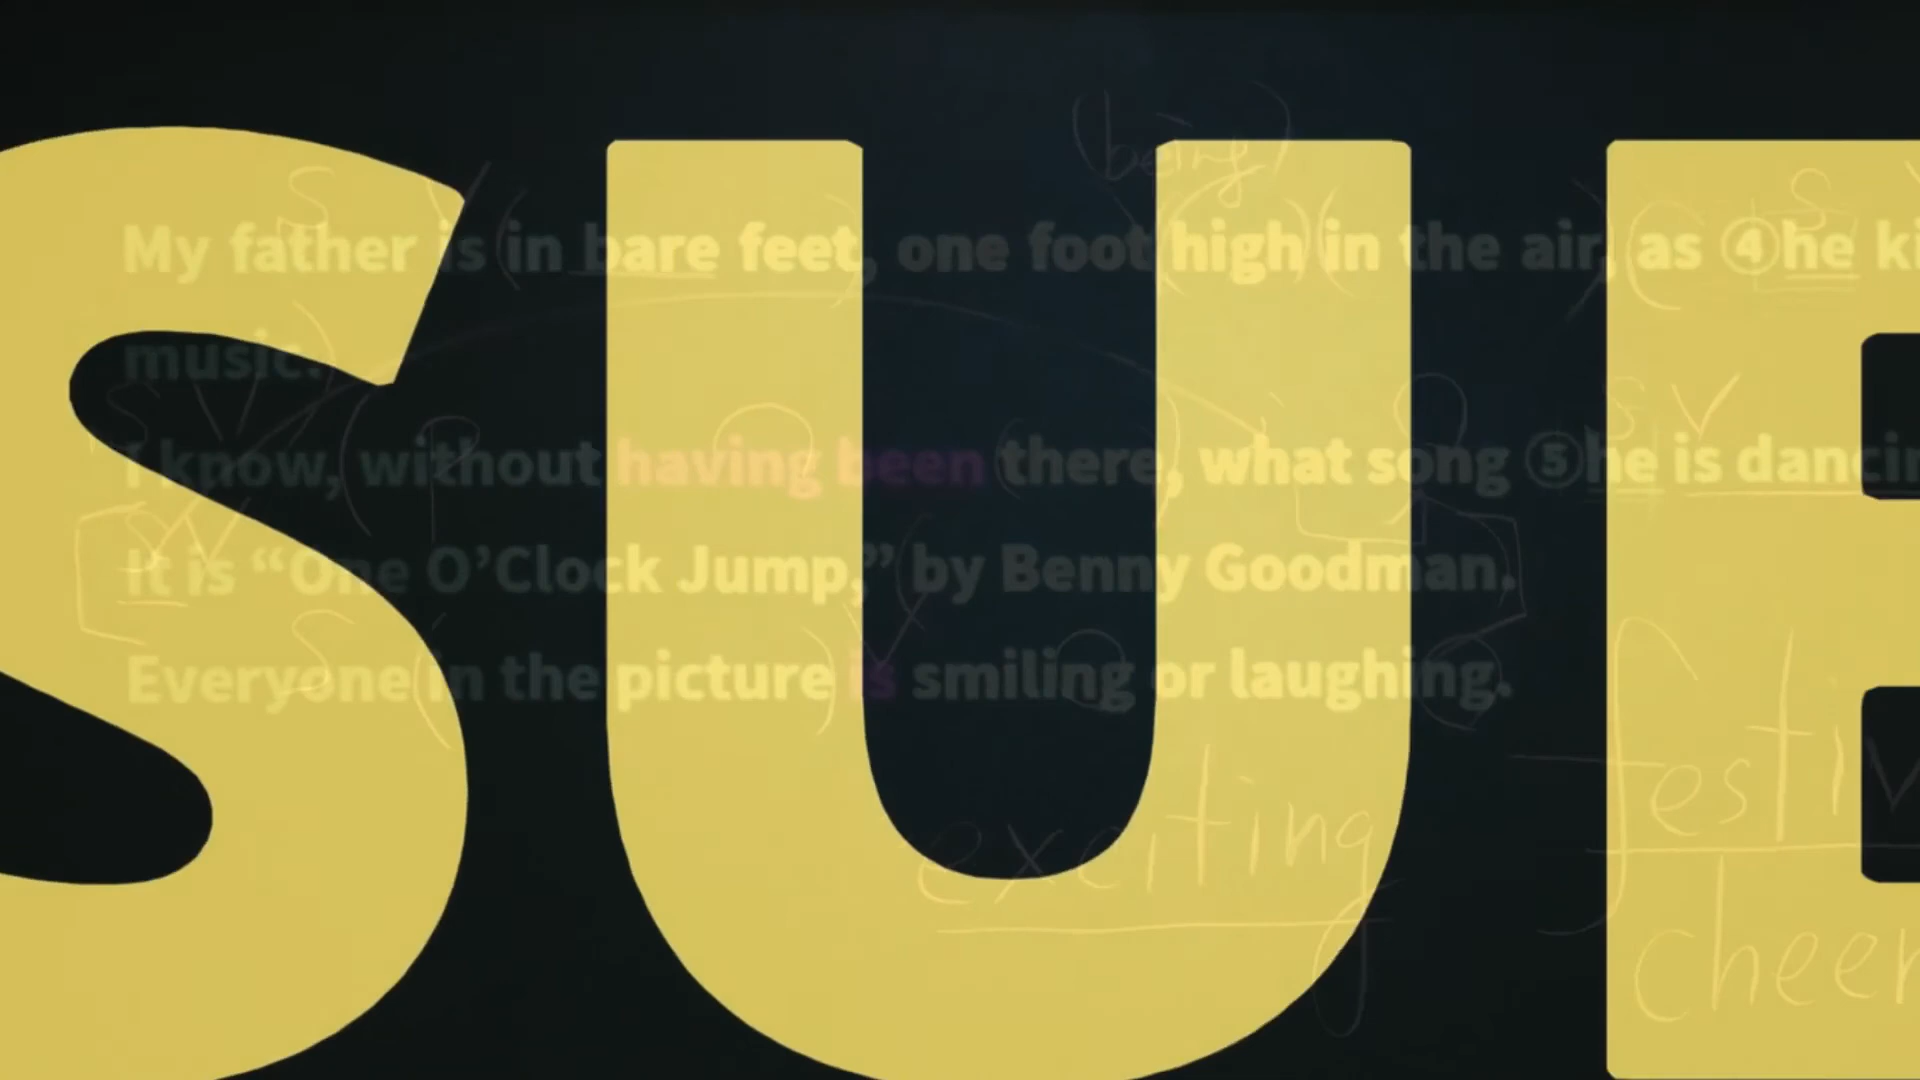 (being)
S V S
My father is in bare feet, one foot high in the air, as ④he ki
music.
S V S V
I know, without having been there, what song ⑤he is dancin
S V
It is “One O’Clock Jump,” by Benny Goodman.
S V
Everyone in the picture is smiling or laughing.
exciting festiv
cheer
SUE